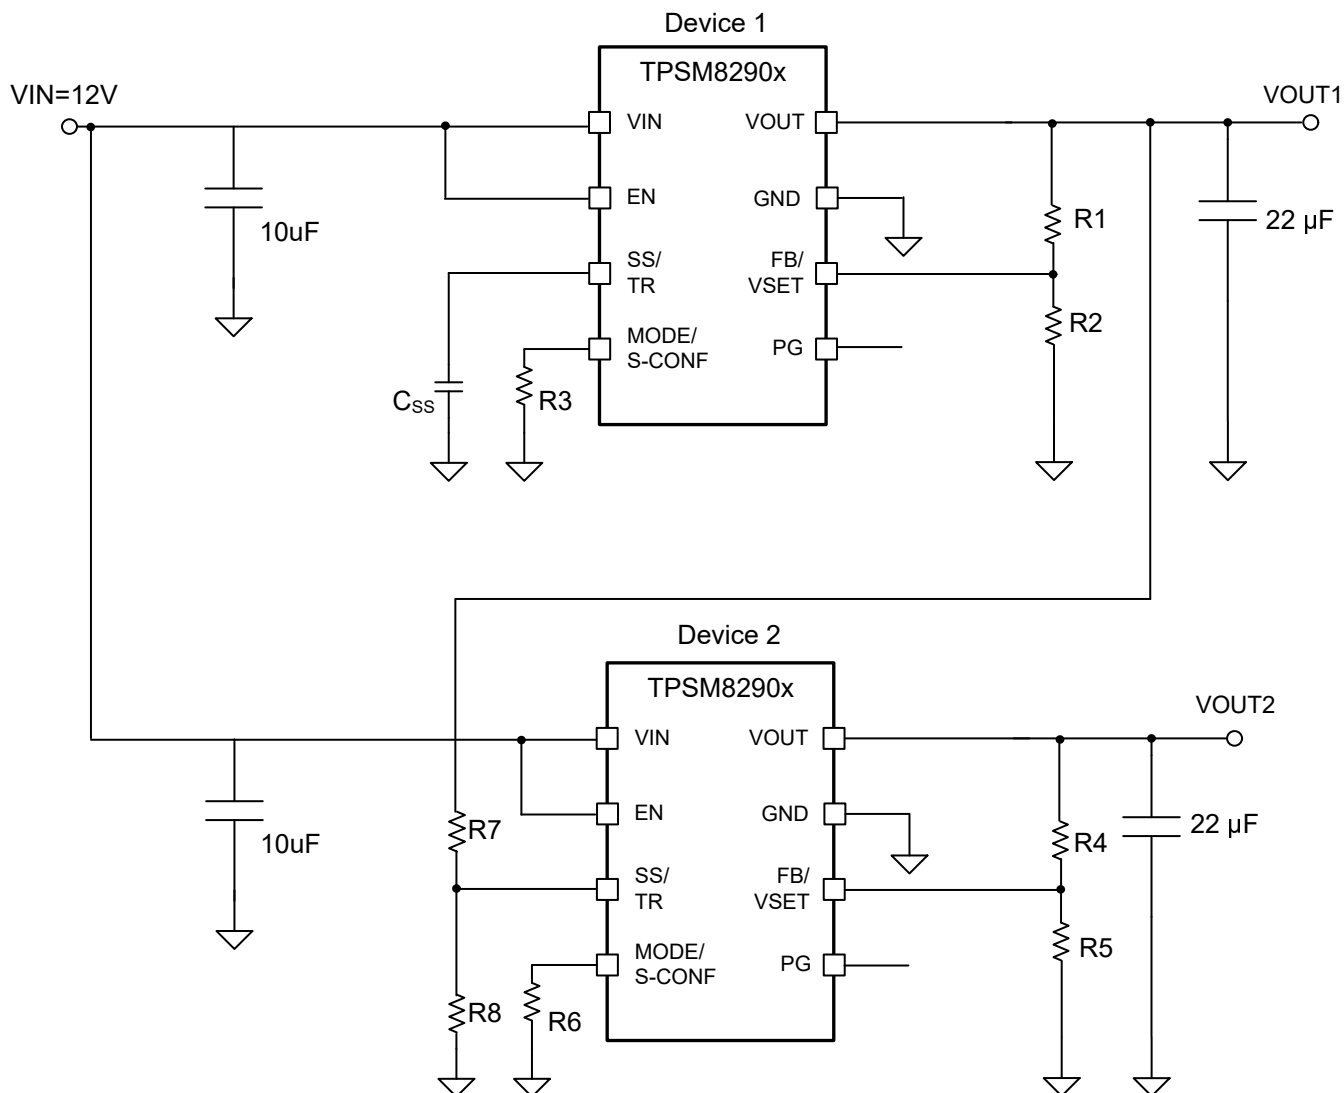 Device 1
TPSM8290x
VIN=12V
VOUT1
VIN
VOUT
EN
GND
10uF
R1
22 µF
SS/
TR
FB/
VSET
R2
MODE/
S-CONF
PG
CSS
R3
Device 2
TPSM8290x
VOUT2
VIN
VOUT
EN
GND
10uF
R7
R4
22 µF
SS/
TR
FB/
VSET
R5
MODE/
S-CONF
PG
R8
R6